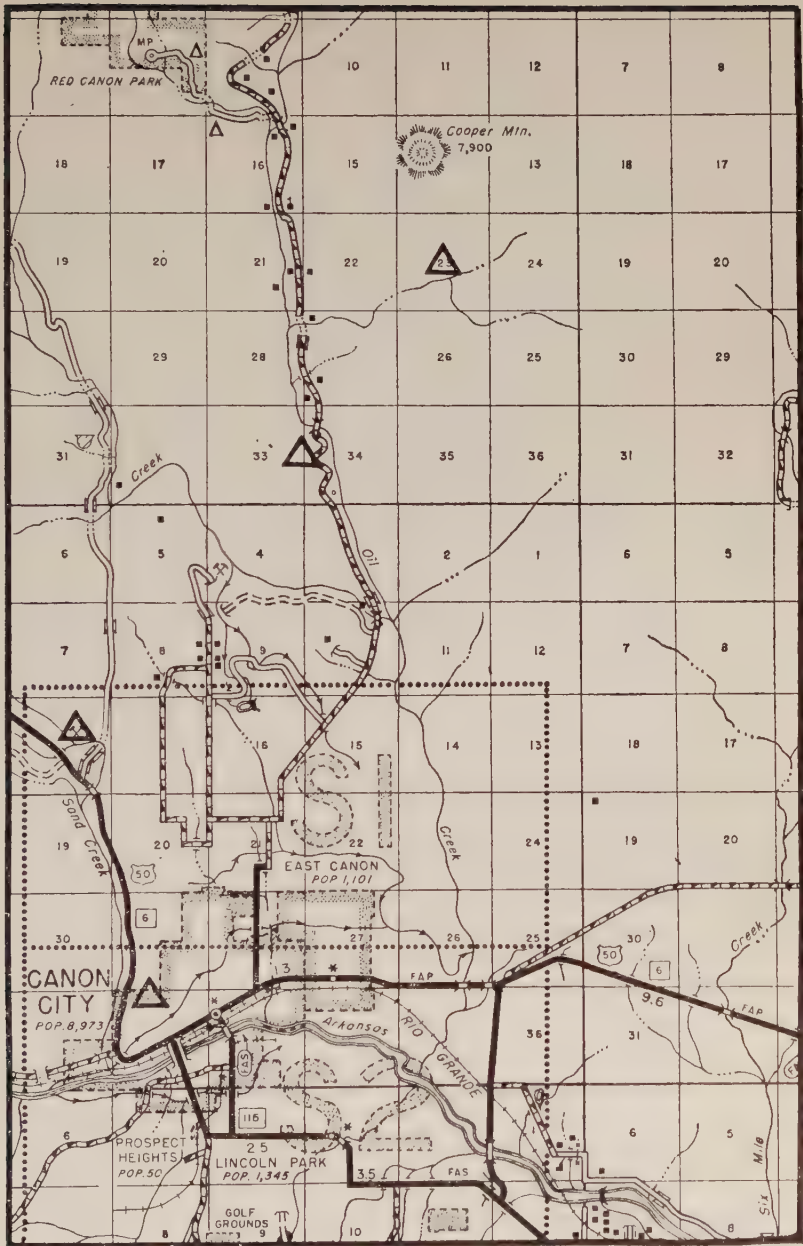 MP
RED CANON PARK
10 11 12 7 8
Cooper Mtn.
7,900
18 17 16 15 13 18 17
19 20 21 22 23 24 19 20
29 28 26 25 30 29
31 33 34 35 36 31 32
Creek
Oil
6 5 4 2 1 6 5
7 8 9 11 12 7 8
16 15 14 13 18 17
Sand Creek
SI
19 20 21 22 24 19 20
50
EAST CANON
POP. 1,101
Creek
6
30 27 26 25 30
50
6
Creek
CANON
CITY
POP. 8,973
3
FAP
9.6
FAP
Arkansas
RIO GRANDE
36 31
FAS
116
6 6 5
PROSPECT
HEIGHTS
POP. 50
2.5
LINCOLN PARK
POP. 1,345
3.5
FAS
Six Mile
GOLF
GROUNDS
8 9 10 8